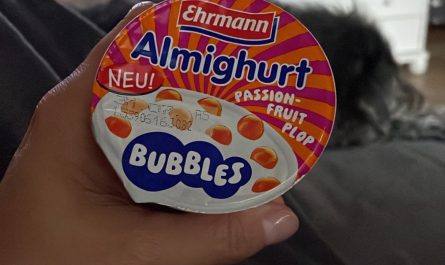 Ehrmann
Almighurt
NEU!
PASSION-
FRUIT
PLOP
BUBBLES